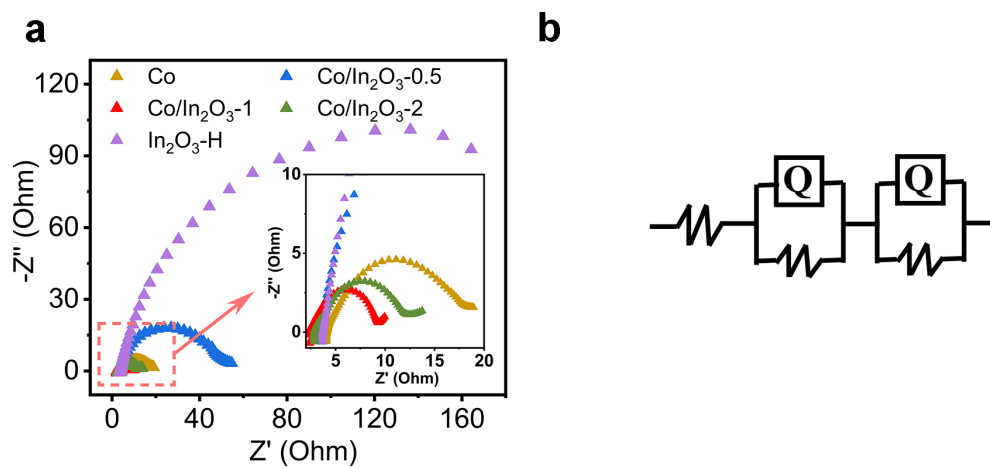 a
b
Co
Co/In₂O₃-0.5
Co/In₂O₃-1
Co/In₂O₃-2
In₂O₃-H
120
90
60
30
0
-Z" (Ohm)
0
40
80
120
160
Z' (Ohm)
10
5
0
-Z" (Ohm)
5
10
15
20
Z' (Ohm)
Q
Q